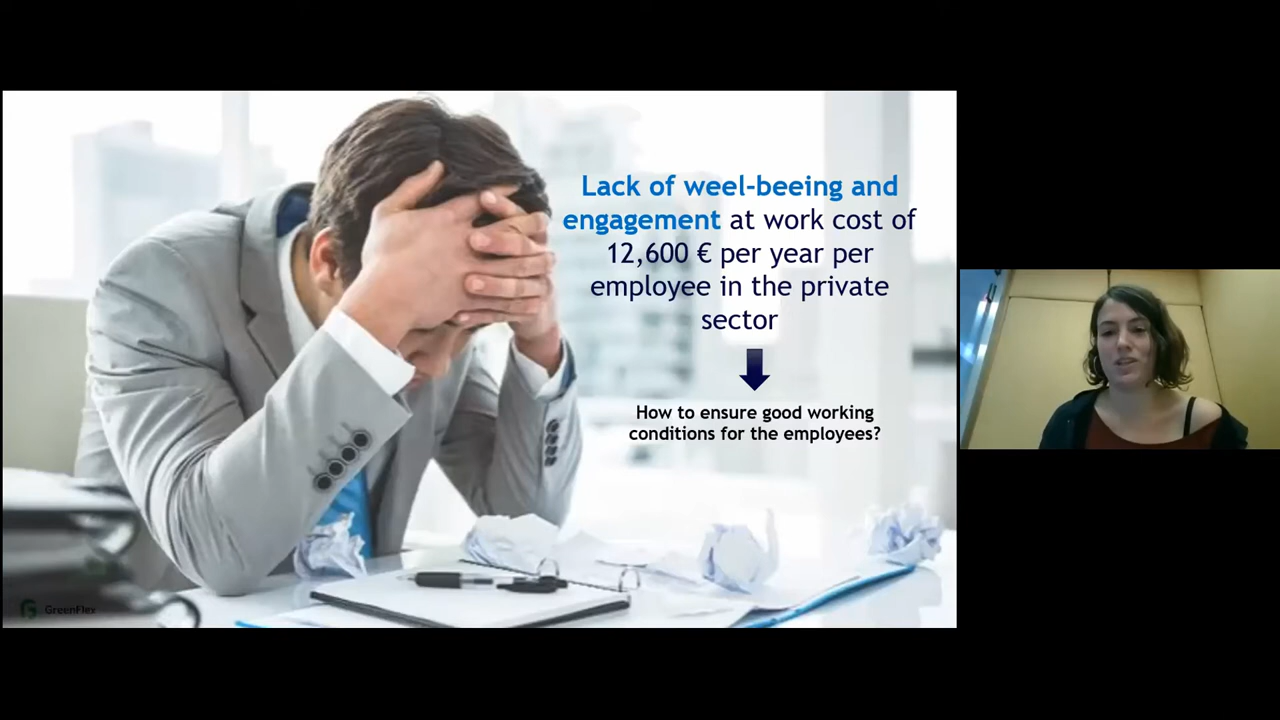 Lack of weel-beeing and
engagement at work cost of
12,600 € per year per
employee in the private
sector
How to ensure good working
conditions for the employees?
GreenFlex